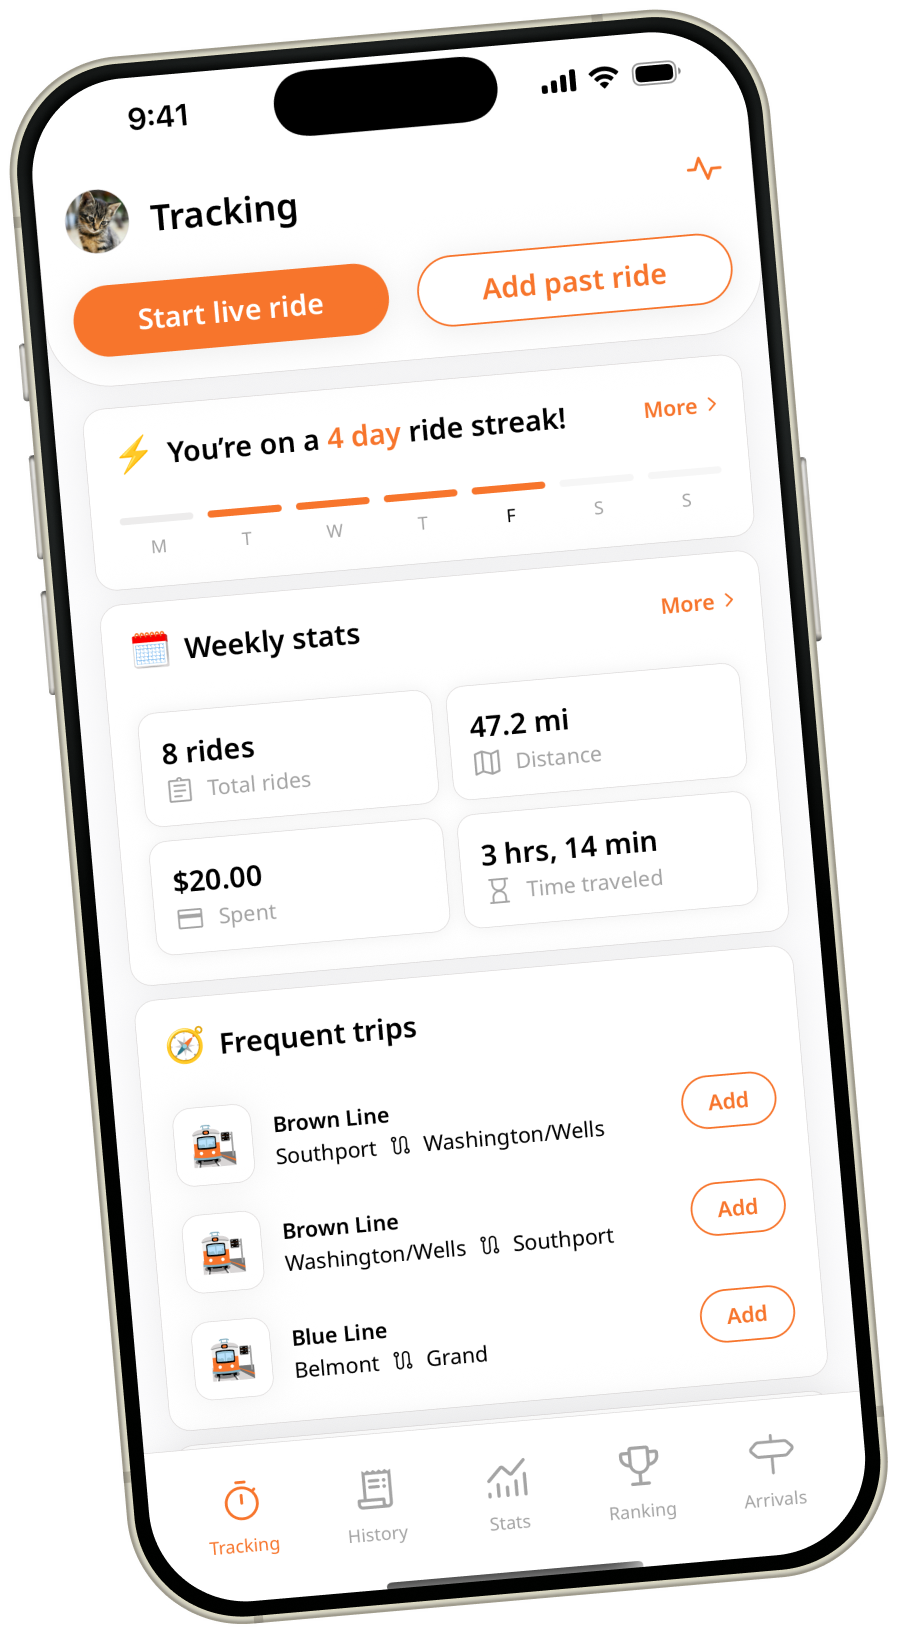 9:41
Tracking
Start live ride
Add past ride
You’re on a 4 day ride streak!
More
M T W T F S S
Weekly stats
More
8 rides
Total rides
47.2 mi
Distance
$20.00
Spent
3 hrs, 14 min
Time traveled
Frequent trips
Brown Line
Southport Washington/Wells
Add
Brown Line
Washington/Wells Southport
Add
Blue Line
Belmont Grand
Add
Tracking
History
Stats
Ranking
Arrivals